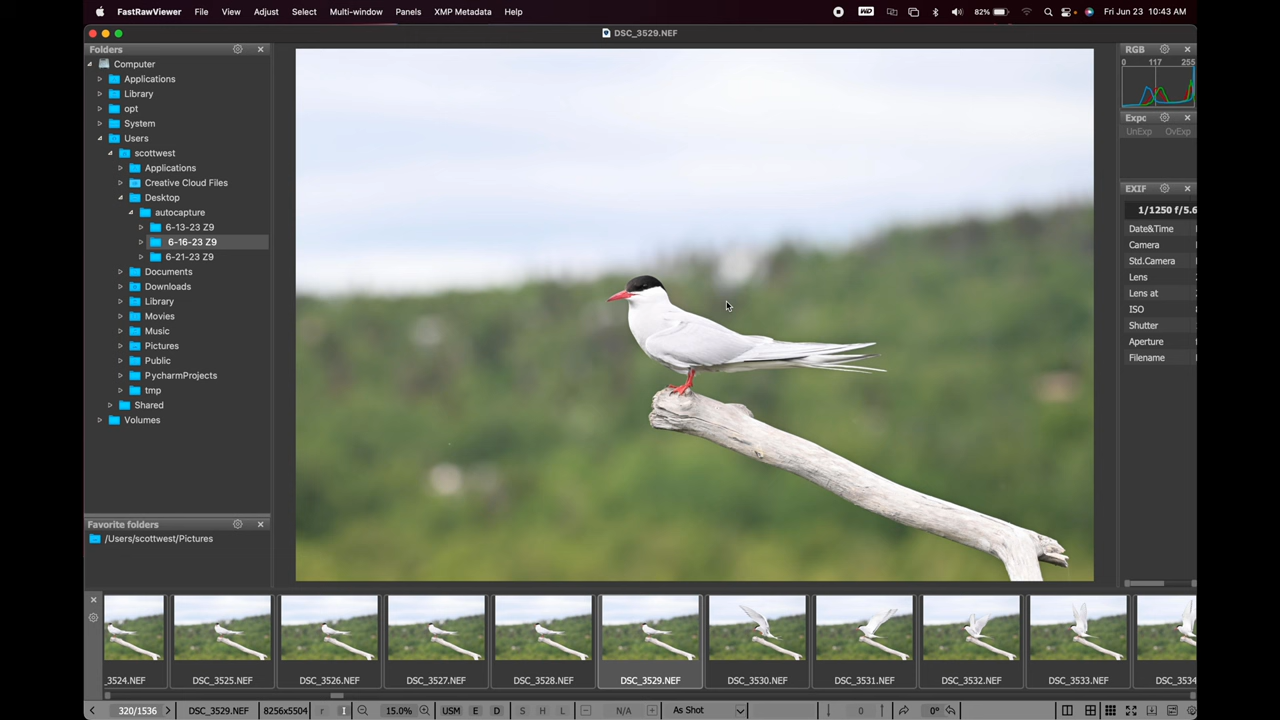 FastRawViewer File View Adjust Select Multi-window Panels XMP Metadata Help WD 82% Fri Jun 23 10:43 AM
DSC_3529.NEF
Folders
Computer
Applications
Library
opt
System
Users
scottwest
Applications
Creative Cloud Files
Desktop
autocapture
6-13-23 Z9
6-16-23 Z9
6-21-23 Z9
Documents
Downloads
Library
Movies
Music
Pictures
Public
PycharmProjects
tmp
Shared
Volumes
Favorite folders
/Users/scottwest/Pictures
RGB
0 117 255
Expc
UnExp OvExp
EXIF
1/1250 f/5.6
Date&Time
Camera
Std.Camera
Lens
Lens at
ISO
Shutter
Aperture
Filename
_3524.NEF DSC_3525.NEF DSC_3526.NEF DSC_3527.NEF DSC_3528.NEF DSC_3529.NEF DSC_3530.NEF DSC_3531.NEF DSC_3532.NEF DSC_3533.NEF DSC_3534
320/1536 DSC_3529.NEF 8256x5504 r I 15.0% USM E D S H L N/A As Shot 0 0°